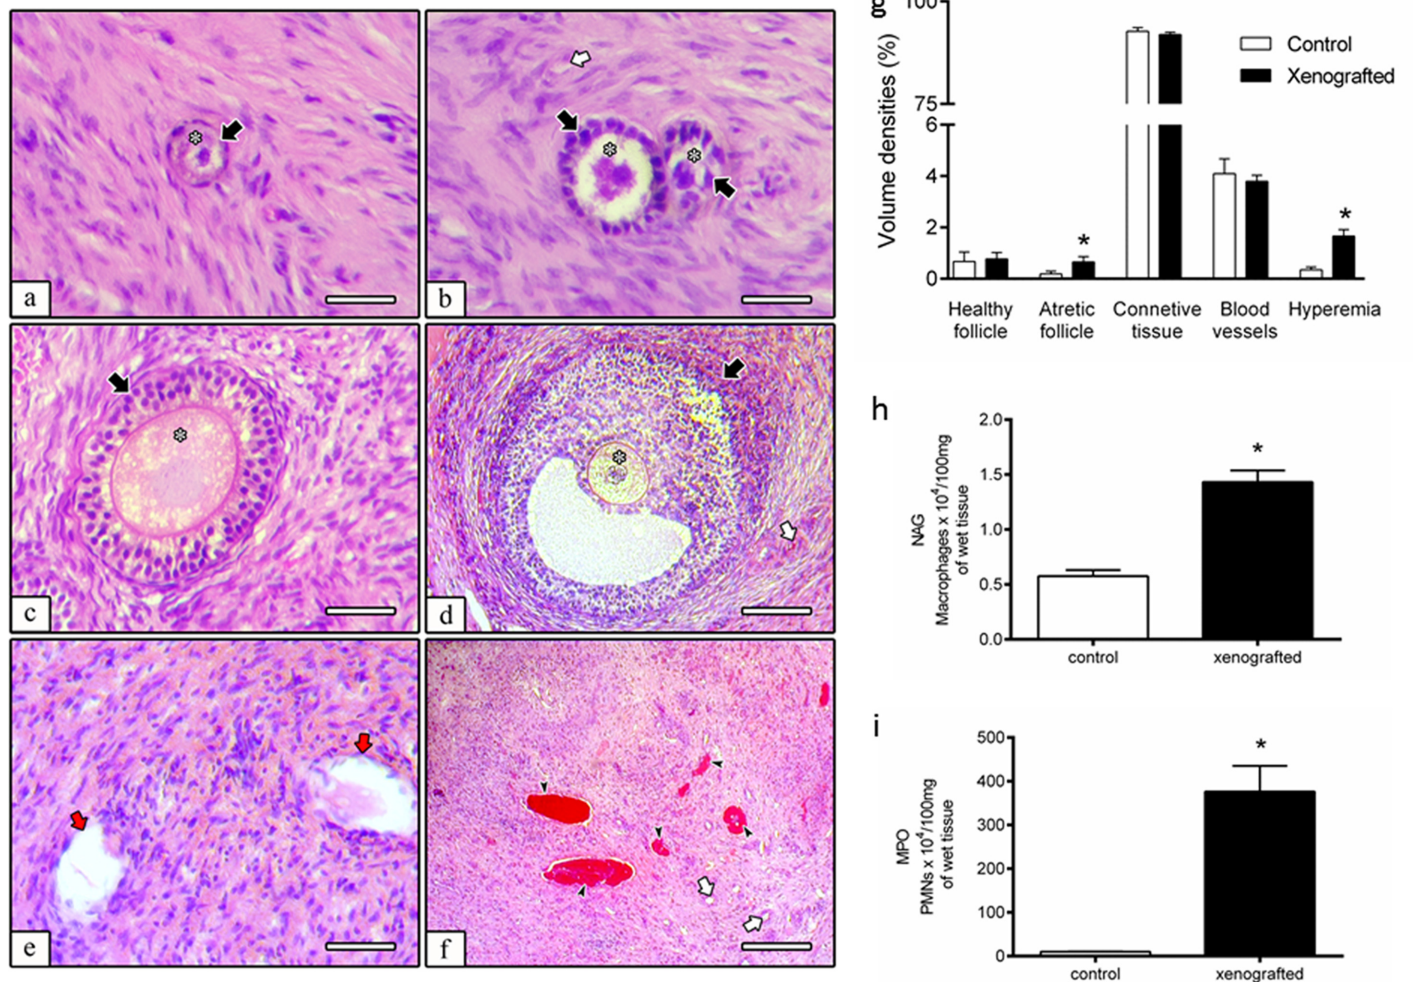 a
b
c
d
e
f
g
Volume densities (%)
100
75
6
4
2
0
Control
Xenografted
*
*
Healthy
follicle
Atretic
follicle
Connetive
tissue
Blood
vessels
Hyperemia
h
NAG
Macrophages x 10⁴/100mg
of wet tissue
2.0
1.5
1.0
0.5
0.0
*
control
xenografted
i
MPO
PMNs x 10⁴/100mg
of wet tissue
500
400
300
200
100
0
*
control
xenografted